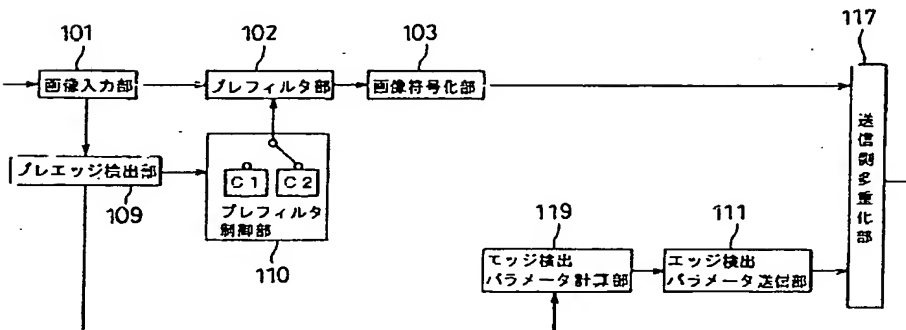 117
101
102
103
画像入力部
プレフィルタ部
画像符号化部
送信側多重化部
プレエッジ検出部
109
C1
C2
プレフィルタ
制御部
110
119
111
エッジ検出
パラメータ計算部
エッジ検出
パラメータ送信部